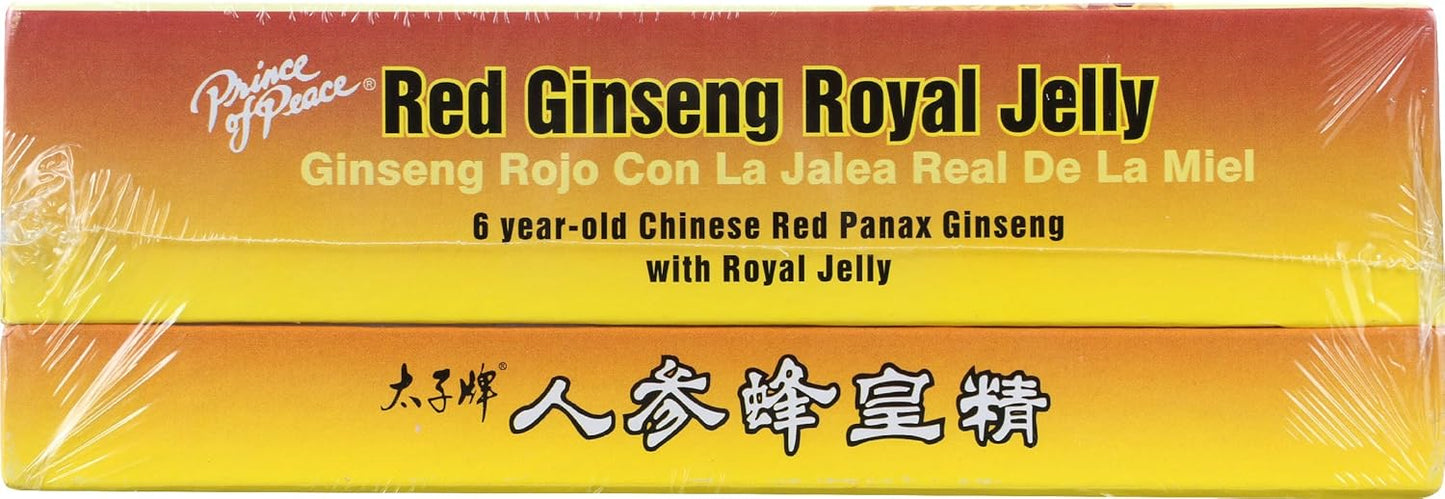 Prince of Peace® Red Ginseng Royal Jelly
Ginseng Rojo Con La Jalea Real De La Miel
6 year-old Chinese Red Panax Ginseng
with Royal Jelly
太子牌® 人参蜂皇精